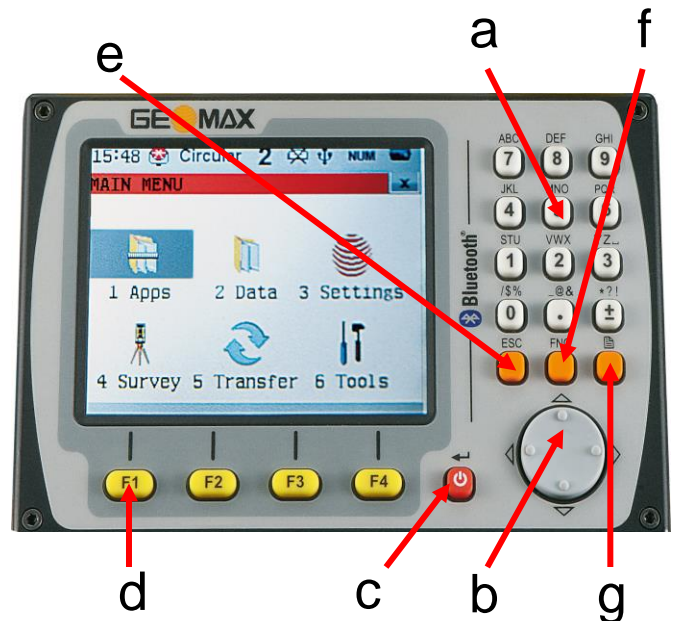 e
a
f
GEOMAX
15:48 Circular 2 NUM
MAIN MENU x
1 Apps 2 Data 3 Settings
4 Survey 5 Transfer 6 Tools
F1 F2 F3 F4
Bluetooth®
ABC DEF GHI
7 8 9
JKL MNO
4
STU VWX Z_
1 2 3
/$% _@& *?!
0 . ±
ESC FNC
d
c
b
g